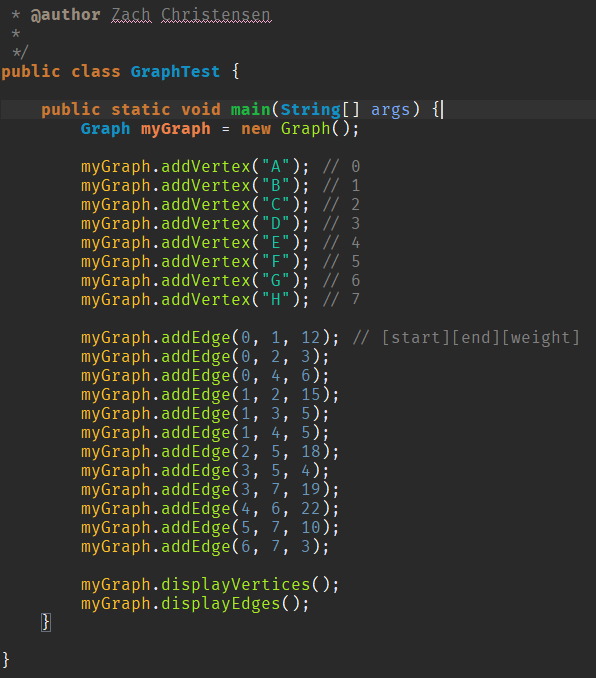 * @author Zach Christensen
*
*/
public class GraphTest {
public static void main(String[] args) {
Graph myGraph = new Graph();
myGraph.addVertex("A"); // 0
myGraph.addVertex("B"); // 1
myGraph.addVertex("C"); // 2
myGraph.addVertex("D"); // 3
myGraph.addVertex("E"); // 4
myGraph.addVertex("F"); // 5
myGraph.addVertex("G"); // 6
myGraph.addVertex("H"); // 7
myGraph.addEdge(0, 1, 12); // [start][end][weight]
myGraph.addEdge(0, 2, 3);
myGraph.addEdge(0, 4, 6);
myGraph.addEdge(1, 2, 15);
myGraph.addEdge(1, 3, 5);
myGraph.addEdge(1, 4, 5);
myGraph.addEdge(2, 5, 18);
myGraph.addEdge(3, 5, 4);
myGraph.addEdge(3, 7, 19);
myGraph.addEdge(4, 6, 22);
myGraph.addEdge(5, 7, 10);
myGraph.addEdge(6, 7, 3);
myGraph.displayVertices();
myGraph.displayEdges();
}
}